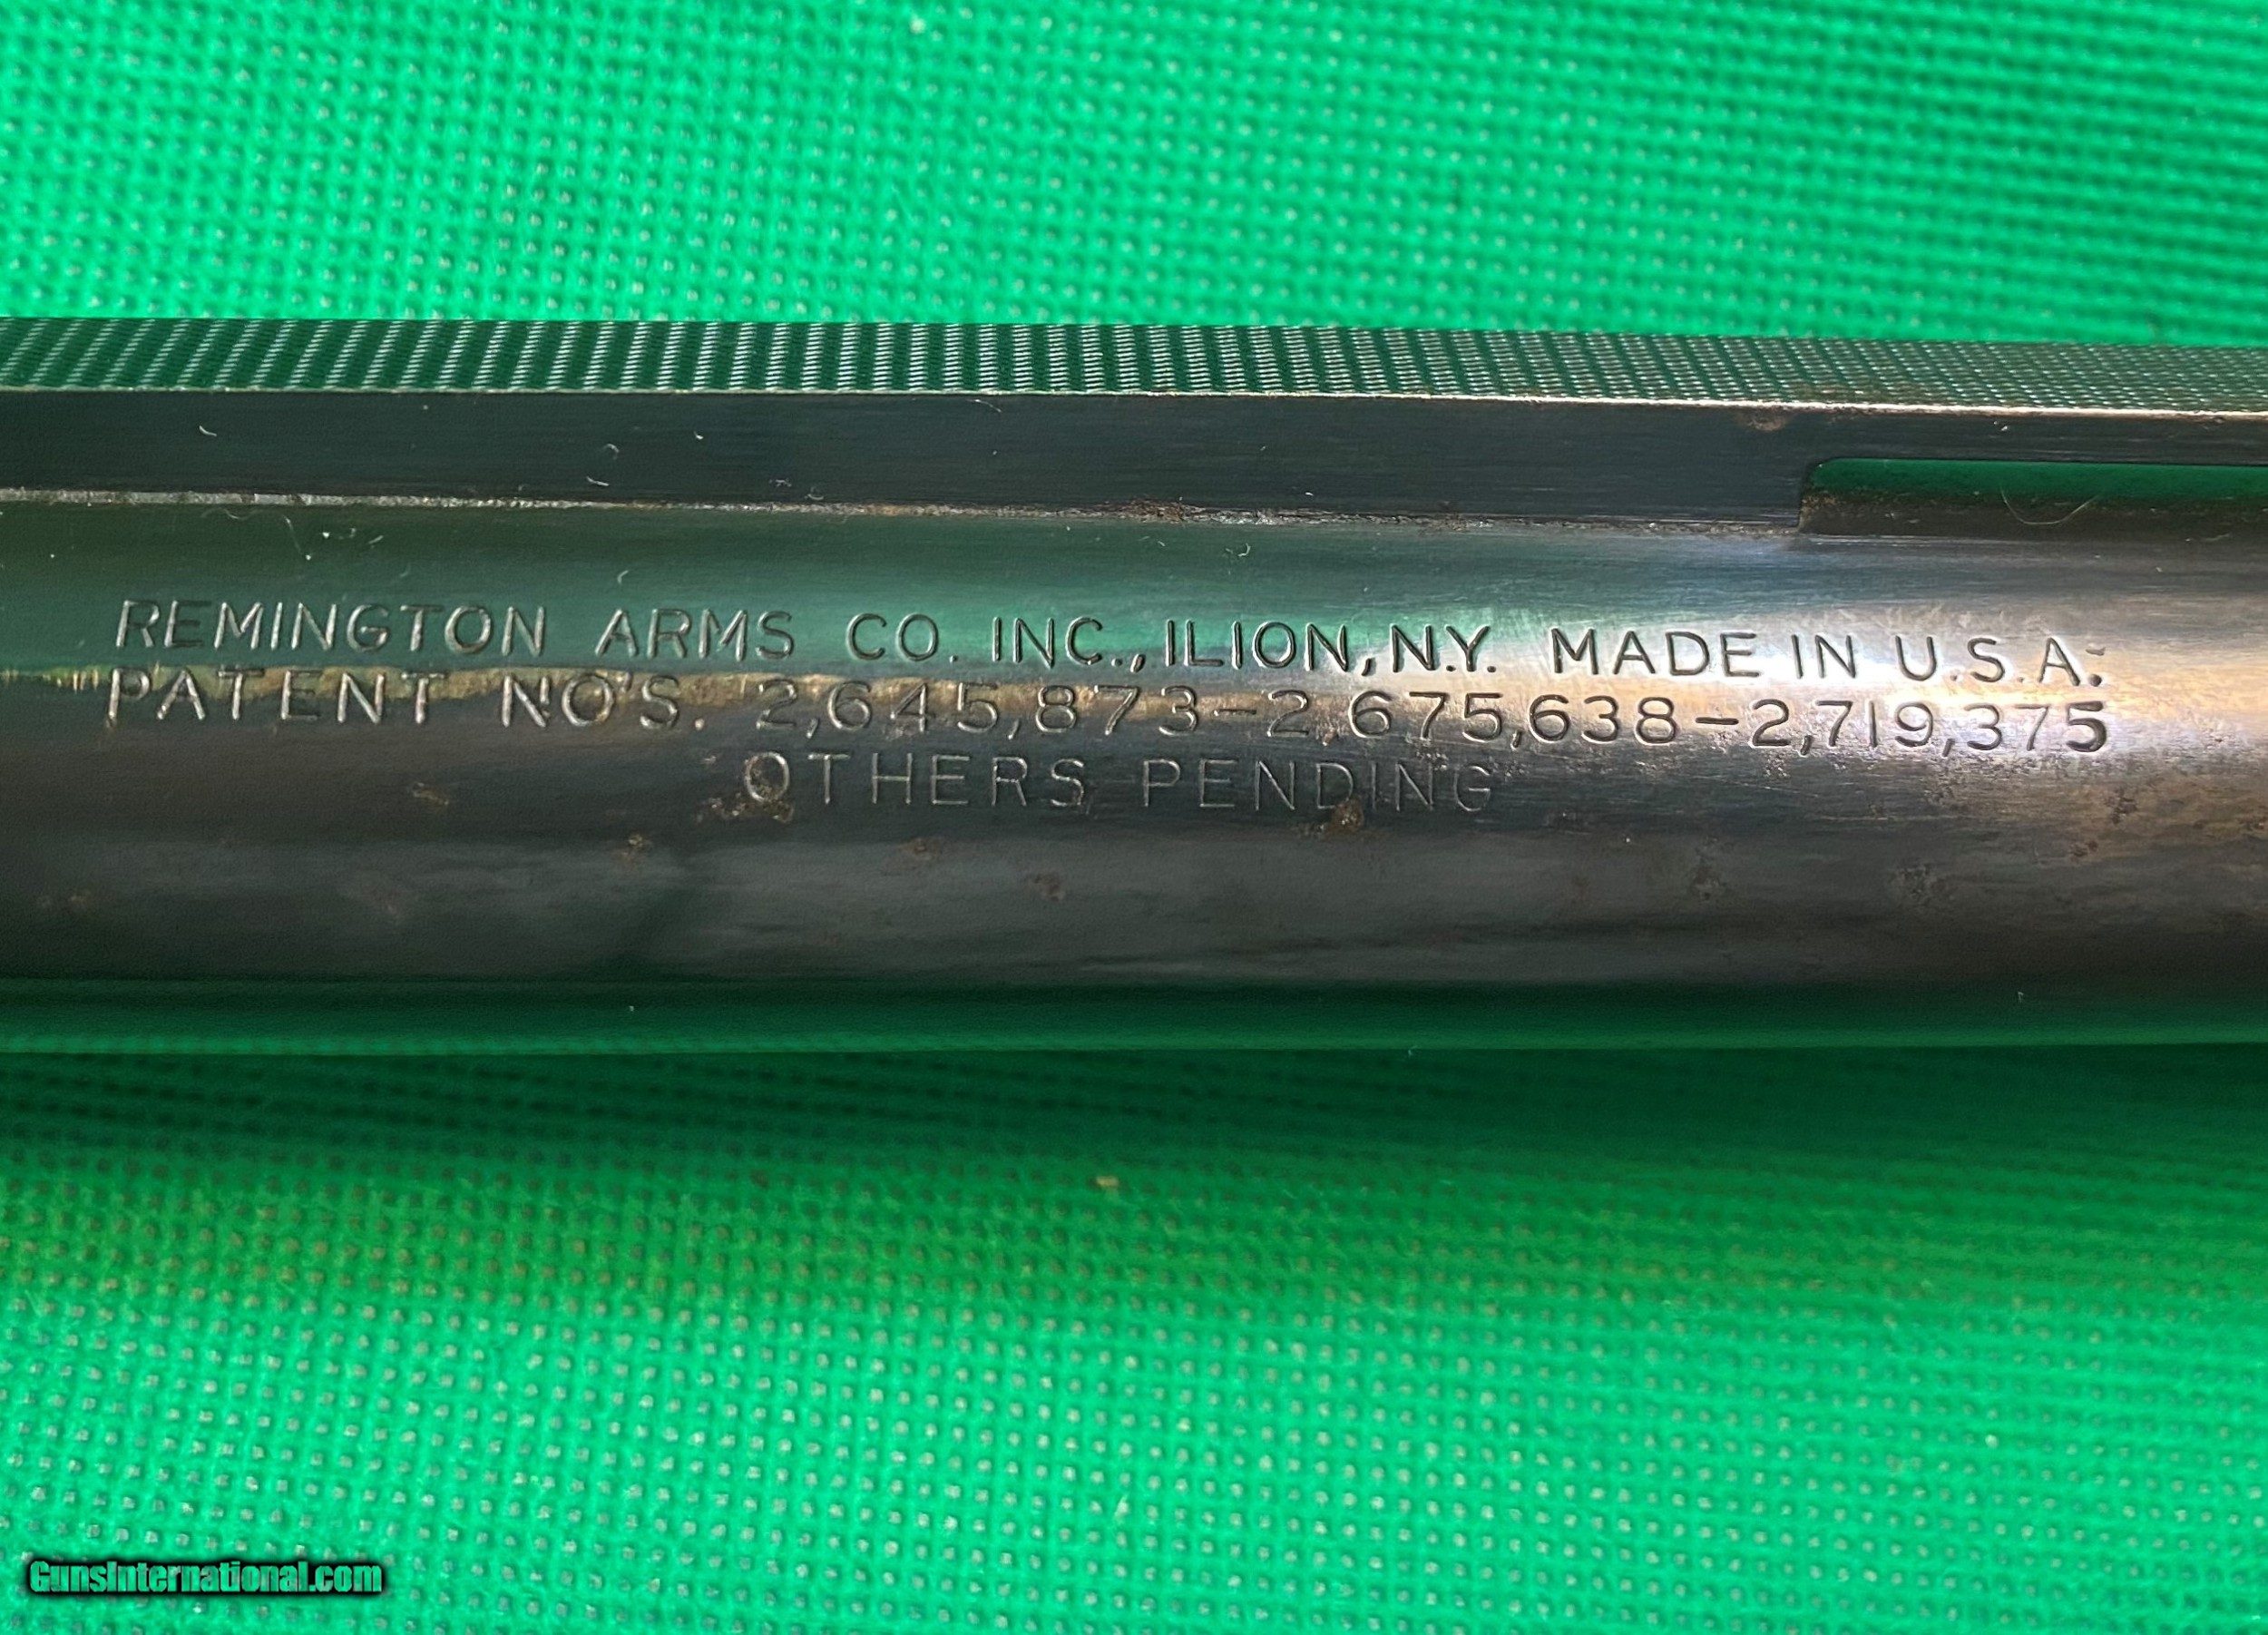 REMINGTON ARMS CO. INC., ILION, N.Y. MADE IN U.S.A.
PATENT NO'S. 2,645,873-2,675,638-2,719,375
OTHERS PENDING
GunsInternational.com